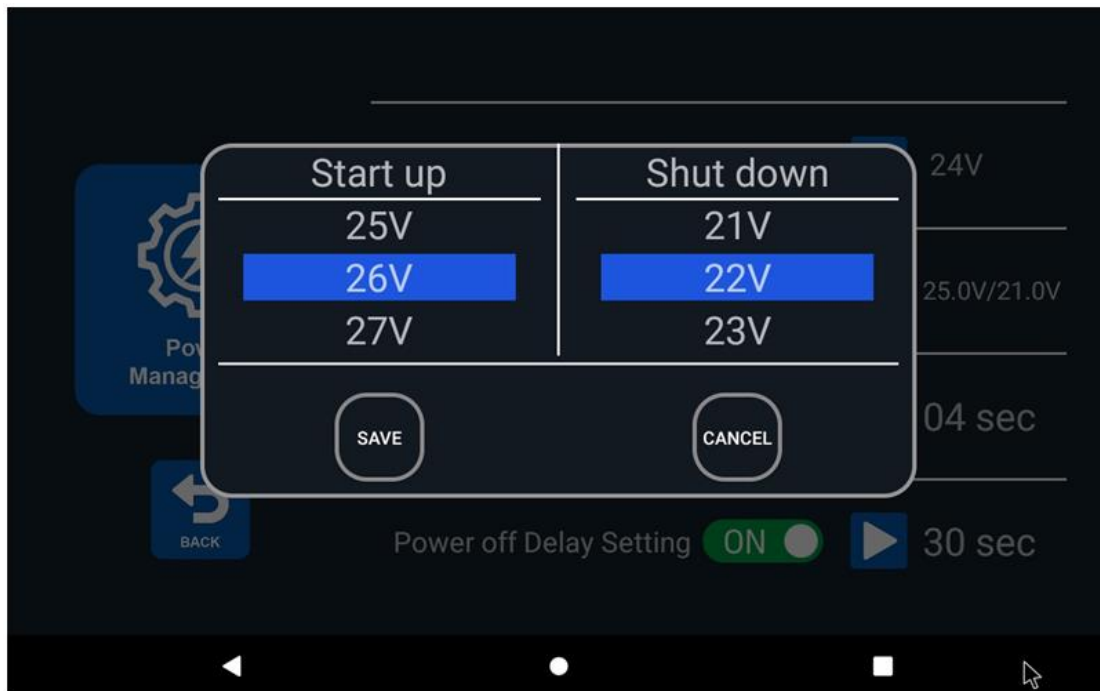 Start up
Shut down
24V
25V
21V
26V
22V
25.0V/21.0V
27V
23V
04 sec
SAVE
CANCEL
BACK
Power off Delay Setting
ON
30 sec